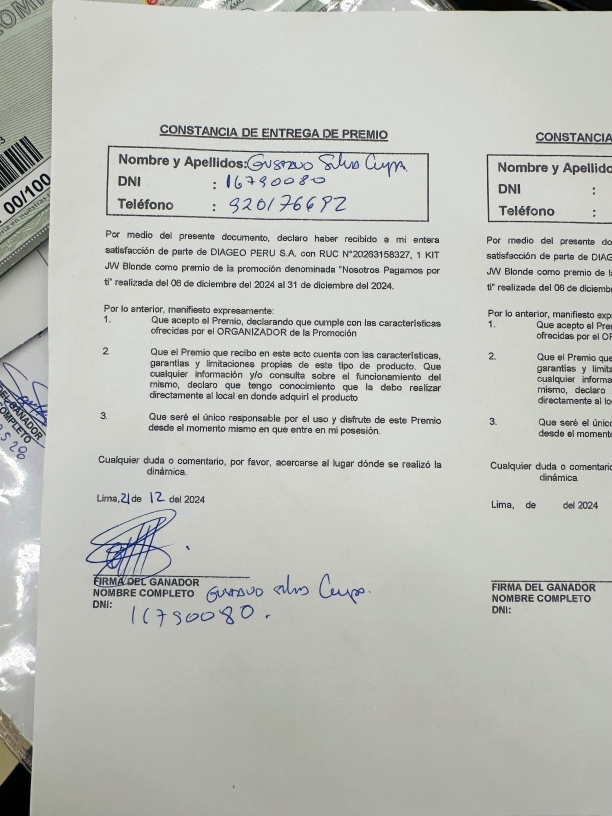 CONSTANCIA DE ENTREGA DE PREMIO
Nombre y Apellidos: Gustavo Silva
DNI : 16790080
Teléfono : 920176692
Por medio del presente documento, declaro haber recibido a mi entera
satisfacción de parte de DIAGEO PERU S.A. con RUC N°20263158327, 1 KIT
JW Blonde como premio de la promoción denominada "Nosotros Pagamos por
ti" realizada del 06 de diciembre del 2024 al 31 de diciembre del 2024.
Por lo anterior, manifiesto expresamente:
1. Que acepto el Premio, declarando que cumple con las características
ofrecidas por el ORGANIZADOR de la Promoción
2. Que el Premio que recibo en este acto cuenta con las características,
garantías y limitaciones propias de este tipo de producto. Que
cualquier información y/o consulta sobre el funcionamiento del
mismo, declaro que tengo conocimiento que la debo realizar
directamente al local en donde adquirí el producto
3. Que seré el único responsable por el uso y disfrute de este Premio
desde el momento mismo en que entre en mi posesión.
Cualquier duda o comentario, por favor, acercarse al lugar dónde se realizó la
dinámica.
Lima, 21 de 12 del 2024
FIRMA DEL GANADOR
NOMBRE COMPLETO Gustavo Silva
DNI: 16790080.
CONSTANCIA
Nombre y Apellido
DNI :
Teléfono :
Por medio del presente do
satisfacción de parte de DIAG
JW Blonde como premio de la
ti" realizada del 06 de diciemb
Por lo anterior, manifiesto exp
1. Que acepto el Pre
ofrecidas por el OR
2. Que el Premio que
garantías y limita
cualquier informa
mismo, declaro
directamente al loc
3. Que seré el únic
desde el moment
Cualquier duda o comentario
dinámica.
Lima, de del 2024
FIRMA DEL GANADOR
NOMBRE COMPLETO
DNI:
00/100
DEL GANADOR
COMPLETO